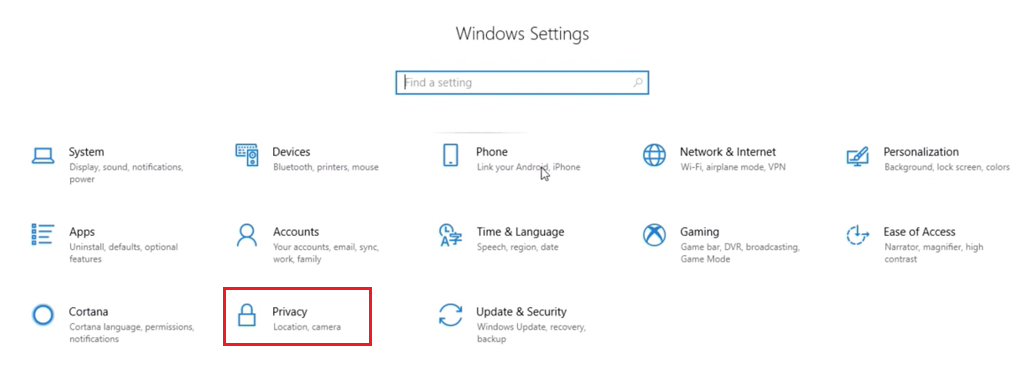 Windows Settings
Find a setting
System
Display, sound, notifications,
power
Devices
Bluetooth, printers, mouse
Phone
Link your Android, iPhone
Network & Internet
Wi-Fi, airplane mode, VPN
Personalization
Background, lock screen, colors
Apps
Uninstall, defaults, optional
features
Accounts
Your accounts, email, sync,
work, family
Time & Language
Speech, region, date
Gaming
Game bar, DVR, broadcasting,
Game Mode
Ease of Access
Narrator, magnifier, high
contrast
Cortana
Cortana language, permissions,
notifications
Privacy
Location, camera
Update & Security
Windows Update, recovery,
backup